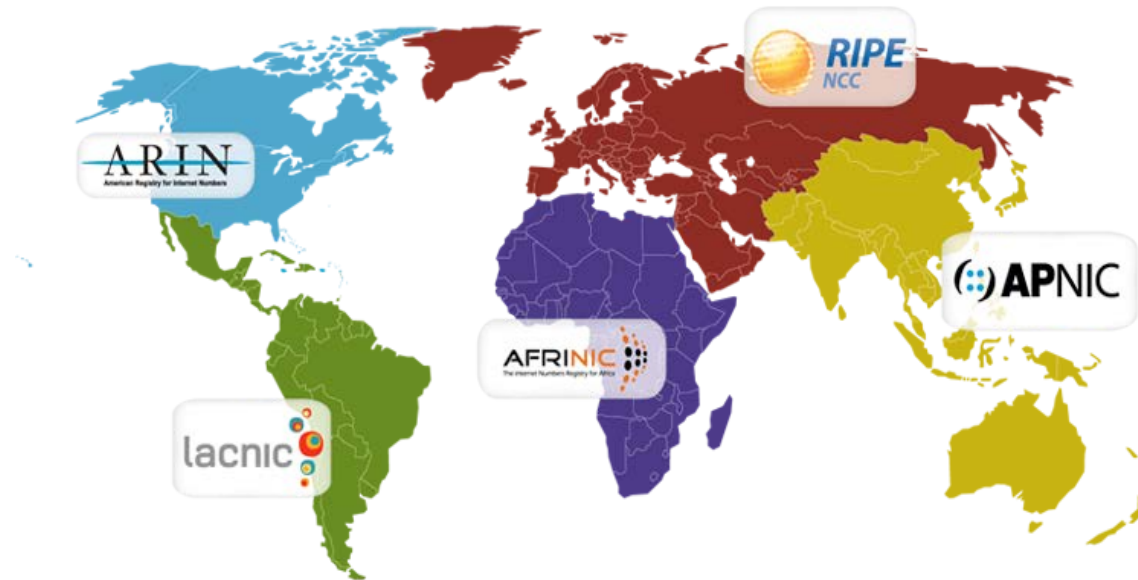 RIPE
NCC
ARIN
American Registry for Internet Numbers
APNIC
AFRINIC
The Internet Numbers Registry for Africa
lacnic